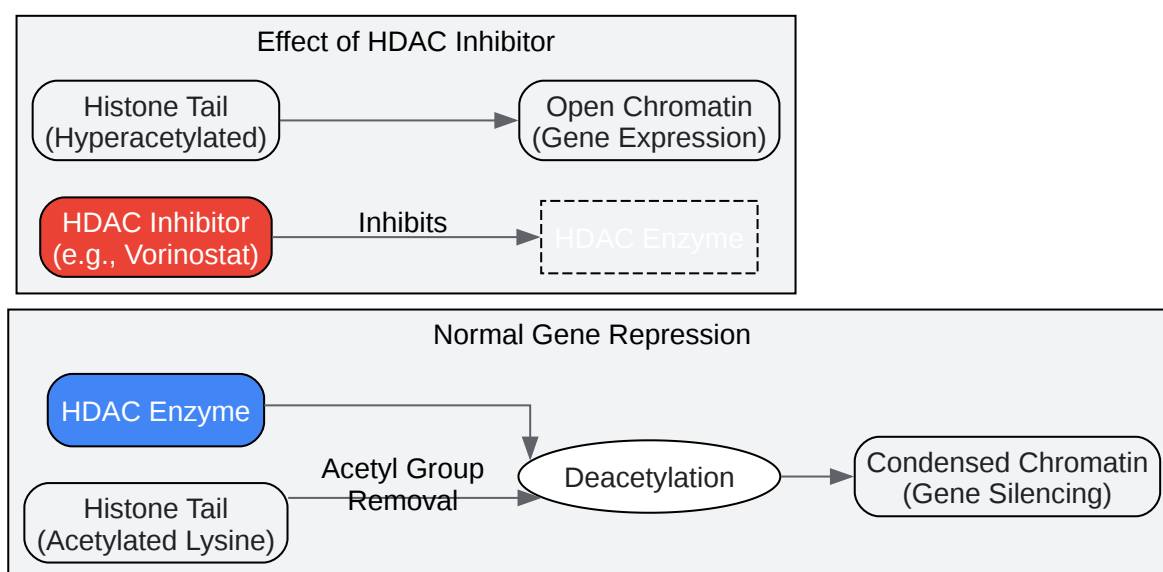 Effect of HDAC Inhibitor
Histone Tail
(Hyperacetylated)
Open Chromatin
(Gene Expression)
HDAC Inhibitor
(e.g., Vorinostat)
Inhibits
HDAC Enzyme
Normal Gene Repression
HDAC Enzyme
Histone Tail
(Acetylated Lysine)
Acetyl Group
Removal
Deacetylation
Condensed Chromatin
(Gene Silencing)